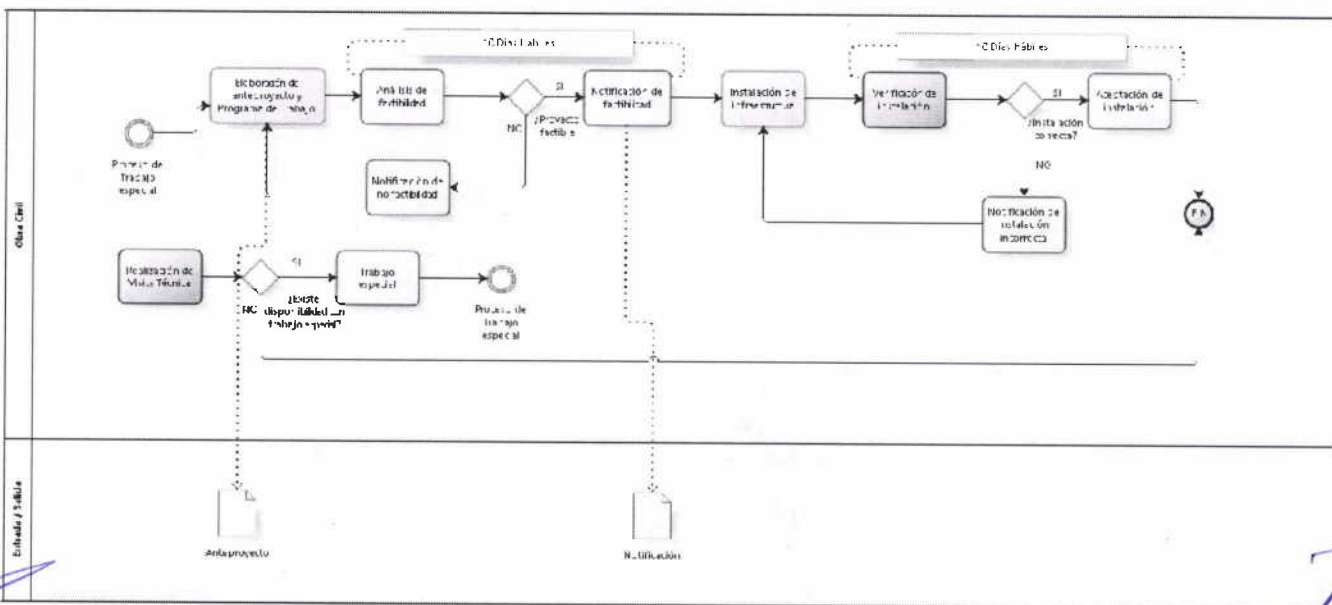 10 Días Hábiles
10 Días Hábiles
Elaboración de
anteproyecto y
Programa de Trabajo
Análisis de
factibilidad
SI
NO
¿Proyecto
factible
Notificación de
factibilidad
Instalación de
infraestructura
Verificación de
instalación
SI
¿Instalación
correcta?
NO
Aceptación de
instalación
Proceso de
Trabajo
especial
Notificación de
no factibilidad
Notificación de
instalación
incorrecta
FIN
Obra Civil
Realización de
Visita Técnica
SI
NO
¿Existe
disponibilidad con
trabajo especial?
Trabajo
especial
Proceso de
Trabajo
especial
Entrada / Salida
Anteproyecto
Notificación